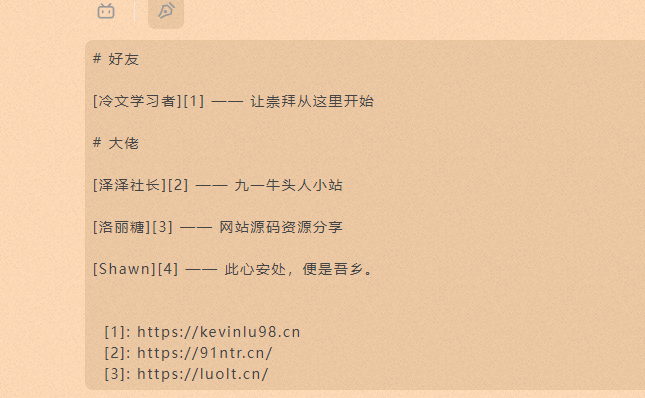 # 好友
[冷文学习者][1] —— 让崇拜从这里开始
# 大佬
[泽泽社长][2] —— 九一牛头人小站
[洛丽糖][3] —— 网站源码资源分享
[Shawn][4] —— 此心安处，便是吾乡。
[1]: https://kevinlu98.cn
[2]: https://91ntr.cn/
[3]: https://luolt.cn/